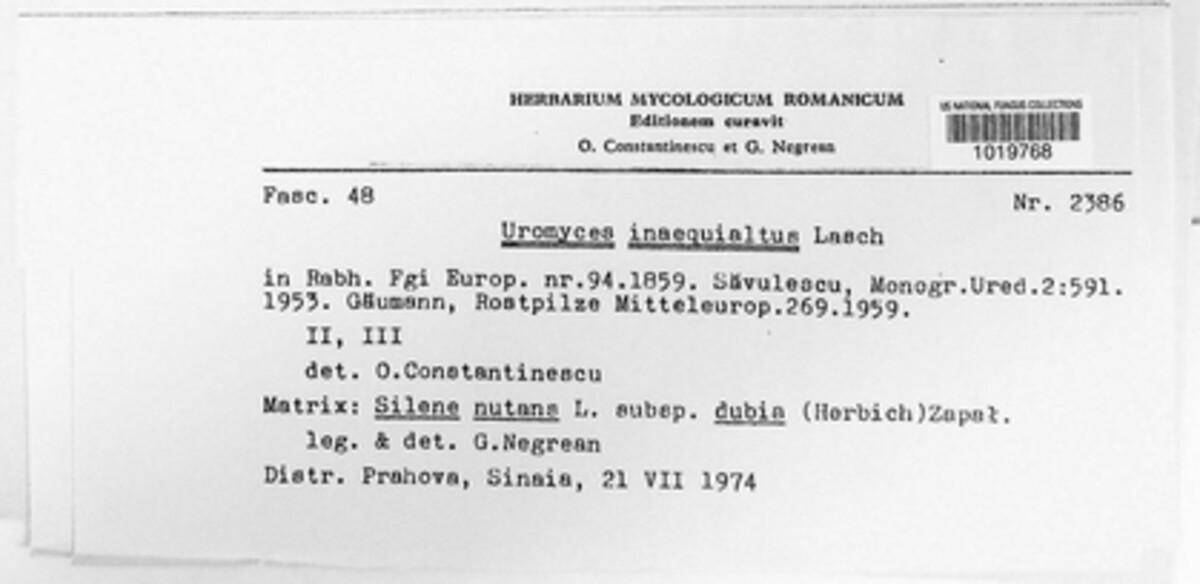 HERBARIUM MYCOLOGICUM ROMANICUM
Editionem curavit
O. Constantinescu et G. Negrean
US NATIONAL FUNGUS COLLECTIONS
1019768
Fasc. 48
Nr. 2386
Uromyces inaequialtus Lasch
in Rabh. Fgi Europ. nr.94.1859. Săvulescu, Monogr.Ured.2:591.
1953. Gäumann, Rostpilze Mitteleurop.269.1959.
II, III
det. O.Constantinescu
Matrix: Silene nutans L. subsp. dubia (Herbich)Zapał.
leg. & det. G.Negrean
Distr. Prahova, Sinaia, 21 VII 1974